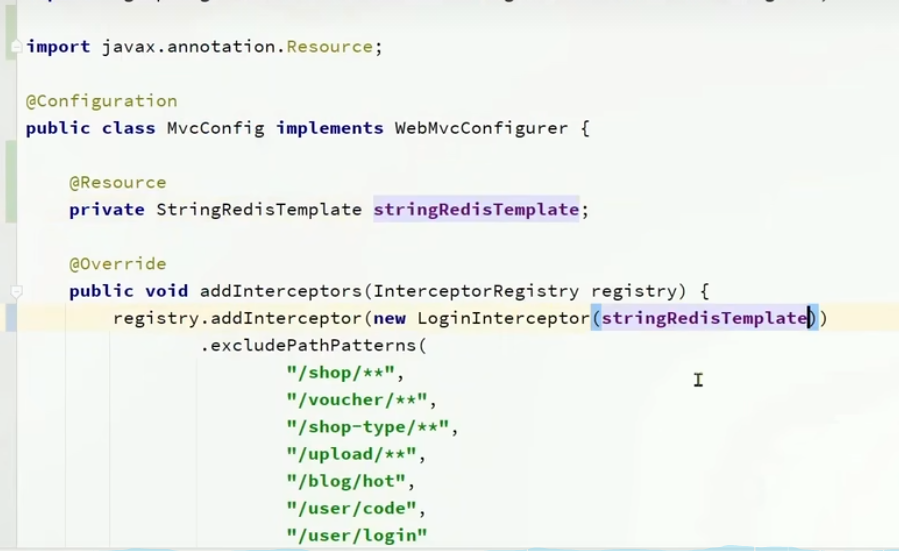 import javax.annotation.Resource;
@Configuration
public class MvcConfig implements WebMvcConfigurer {
@Resource
private StringRedisTemplate stringRedisTemplate;
@Override
public void addInterceptors(InterceptorRegistry registry) {
registry.addInterceptor(new LoginInterceptor(stringRedisTemplate))
.excludePathPatterns(
"/shop/**",
"/voucher/**",
"/shop-type/**",
"/upload/**",
"/blog/hot",
"/user/code",
"/user/login"